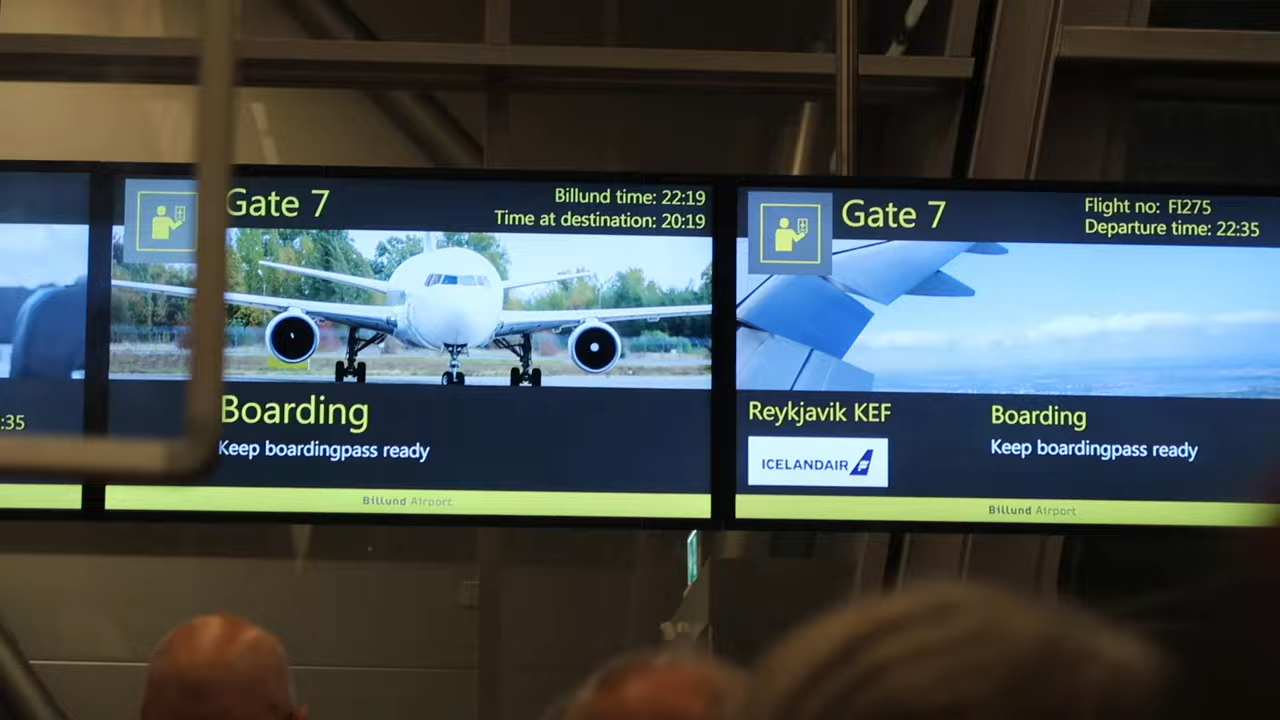 :35
Gate 7
Billund time: 22:19
Time at destination: 20:19
Boarding
Keep boardingpass ready
Billund Airport
Gate 7
Flight no: FI275
Departure time: 22:35
Reykjavik KEF
Boarding
ICELANDAIR
Keep boardingpass ready
Billund Airport